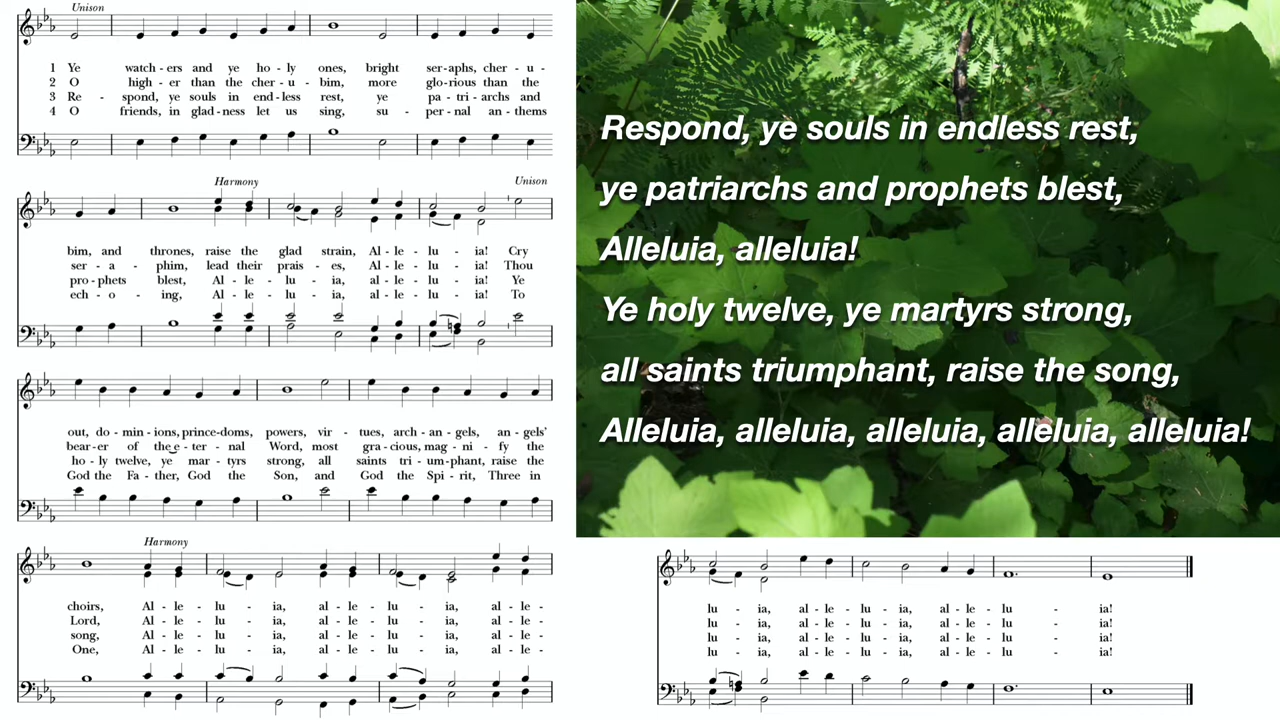 Unison
1 Ye watch - ers and ye ho - ly ones, bright ser - aphs, cher - u -
2 O high - er than the cher - u - bim, more glo - rious than the
3 Re - spond, ye souls in end - less rest, ye pa - tri - archs and
4 O friends, in glad - ness let us sing, su - per - nal an - thems
Harmony Unison
bim, and thrones, raise the glad strain, Al - le - lu - ia! Cry
ser - a - phim, lead their prais - es, Al - le - lu - ia! Thou
pro - phets blest, Al - le - lu - ia, al - le - lu - ia! Ye
ech - o - ing, Al - le - lu - ia, al - le - lu - ia! To
out, do - min - ions, prince - doms, powers, vir - tues, arch - an - gels, an - gels’
bear - er of the e - ter - nal Word, most gra - cious, mag - ni - fy the
ho - ly twelve, ye mar - tyrs strong, all saints tri - um - phant, raise the
God the Fa - ther, God the Son, and God the Spi - rit, Three in
Harmony
choirs, Al - le - lu - ia, al - le - lu - ia, al - le -
Lord, Al - le - lu - ia, al - le - lu - ia, al - le -
song, Al - le - lu - ia, al - le - lu - ia, al - le -
One, Al - le - lu - ia, al - le - lu - ia, al - le -
lu - ia, al - le - lu - ia, al - le - lu - ia!
lu - ia, al - le - lu - ia, al - le - lu - ia!
lu - ia, al - le - lu - ia, al - le - lu - ia!
lu - ia, al - le - lu - ia, al - le - lu - ia!
Respond, ye souls in endless rest,
ye patriarchs and prophets blest,
Alleluia, alleluia!
Ye holy twelve, ye martyrs strong,
all saints triumphant, raise the song,
Alleluia, alleluia, alleluia, alleluia, alleluia!